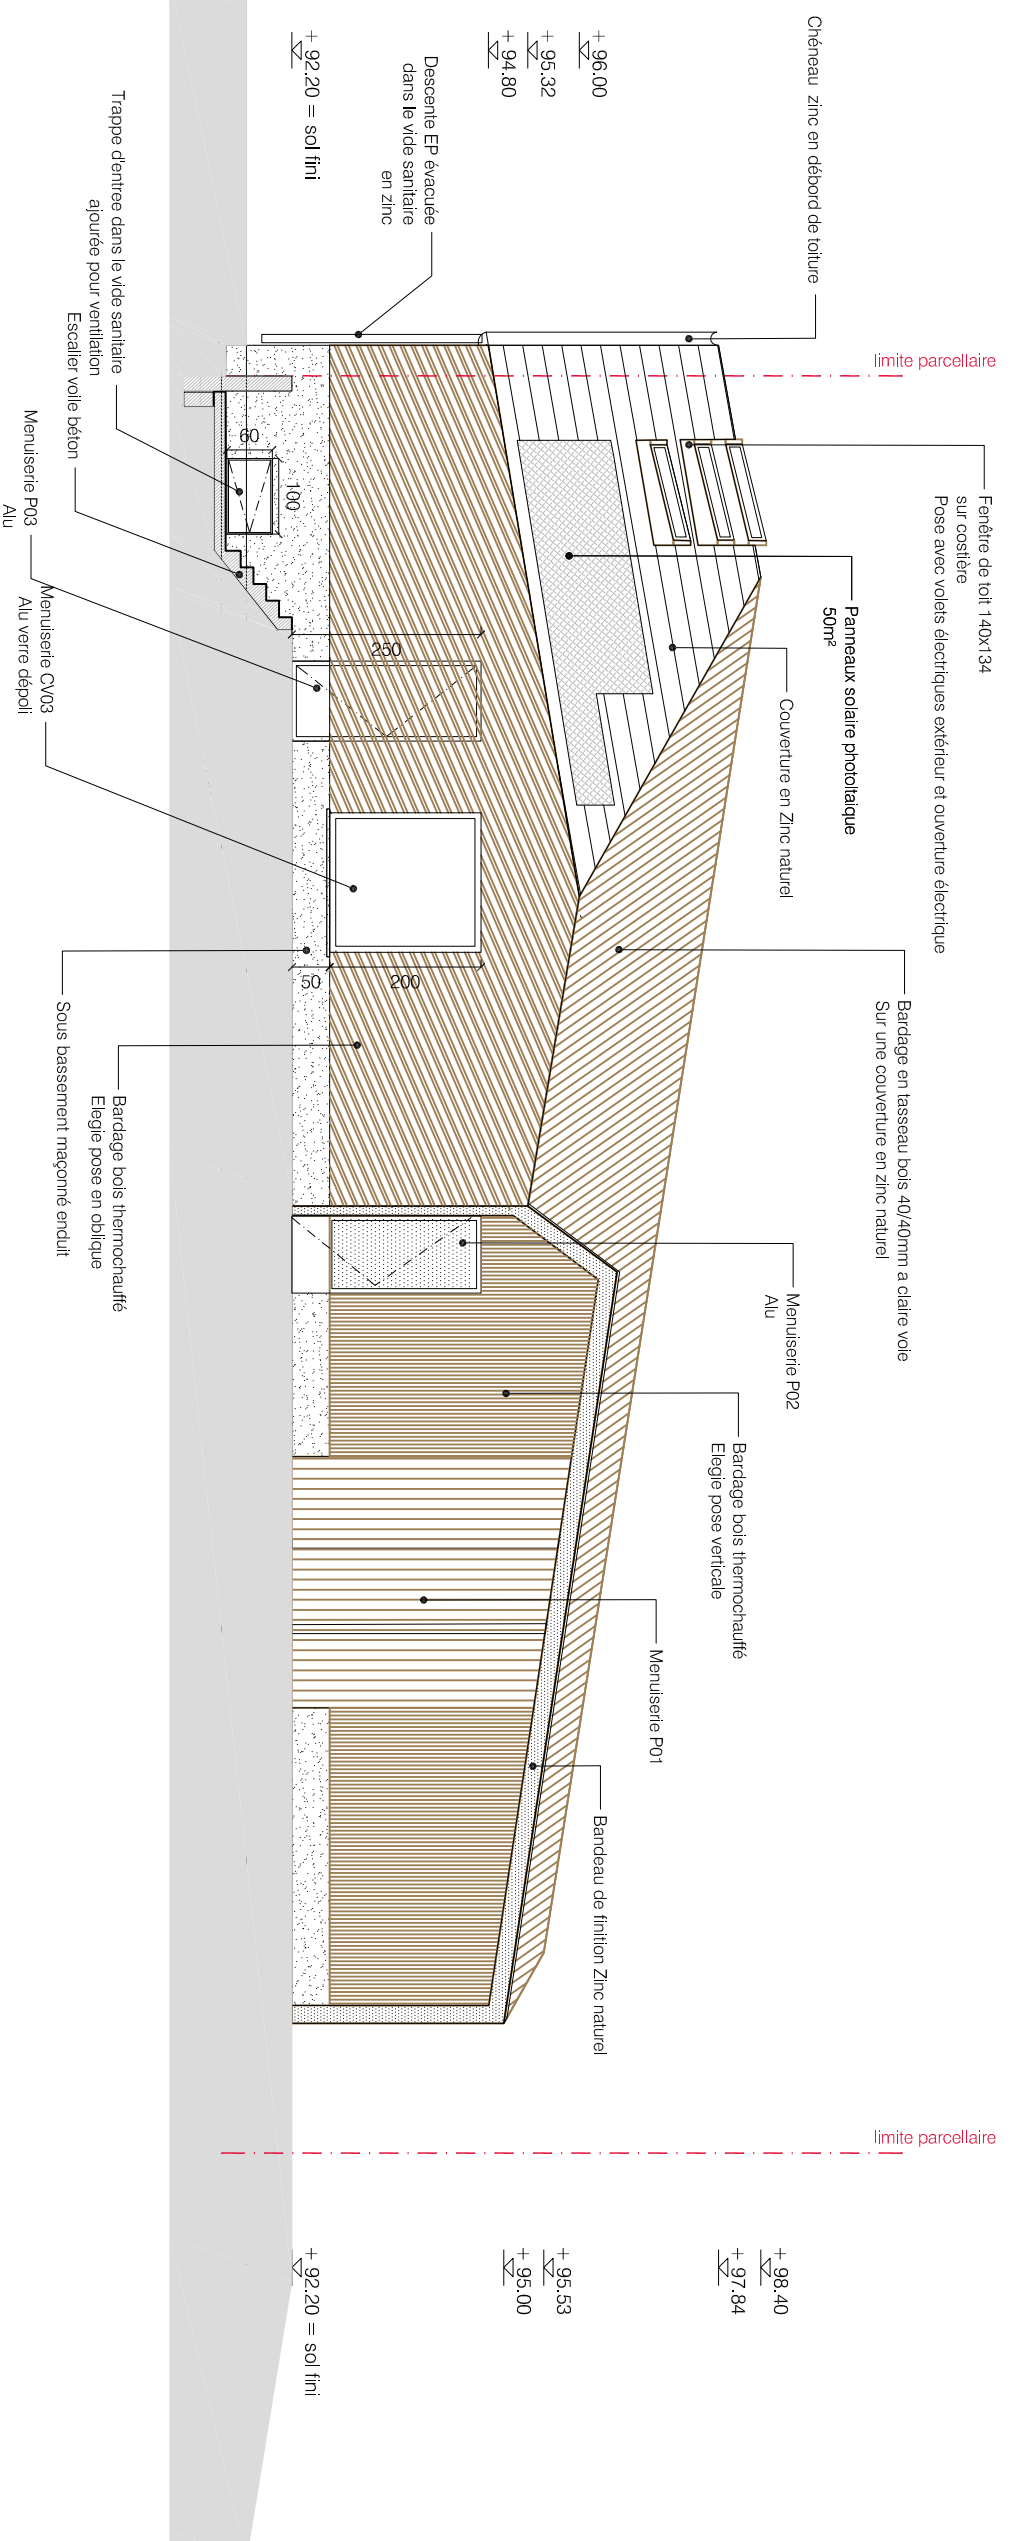 Chéneau zinc en débord de toiture
+ 96.00
+ 95.32
+ 94.80
Descente EP évacuée
dans le vide sanitaire
en zinc
+ 92.20 = sol fini
Trappe d'entree dans le vide sanitaire
ajourée pour ventilation
Escalier voile béton
Menuiserie P03
Alu
Menuiserie CV03
Alu verre dépoli
limite parcellaire
Fenêtre de toit 140x134
sur costière
Pose avec volets électriques extérieur et ouverture électrique
Panneaux solaire photoltaique
50m²
Couverture en Zinc naturel
60
100
250
50
200
Bardage en tasseau bois 40/40mm a claire voie
Sur une couverture en zinc naturel
Sous bassement maçonné enduit
Bardage bois thermochauffé
Elegie pose en oblique
Menuiserie P02
Alu
Bardage bois thermochauffé
Elegie pose verticale
Menuiserie P01
Bandeau de finition Zinc naturel
limite parcellaire
+ 98.40
+ 97.84
+ 95.53
+ 95.00
+ 92.20 = sol fini